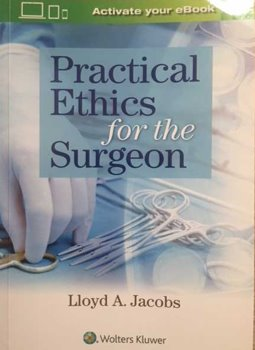 Activate your eBook
Practical
Ethics
for the
Surgeon
Lloyd A. Jacobs
Wolters Kluwer